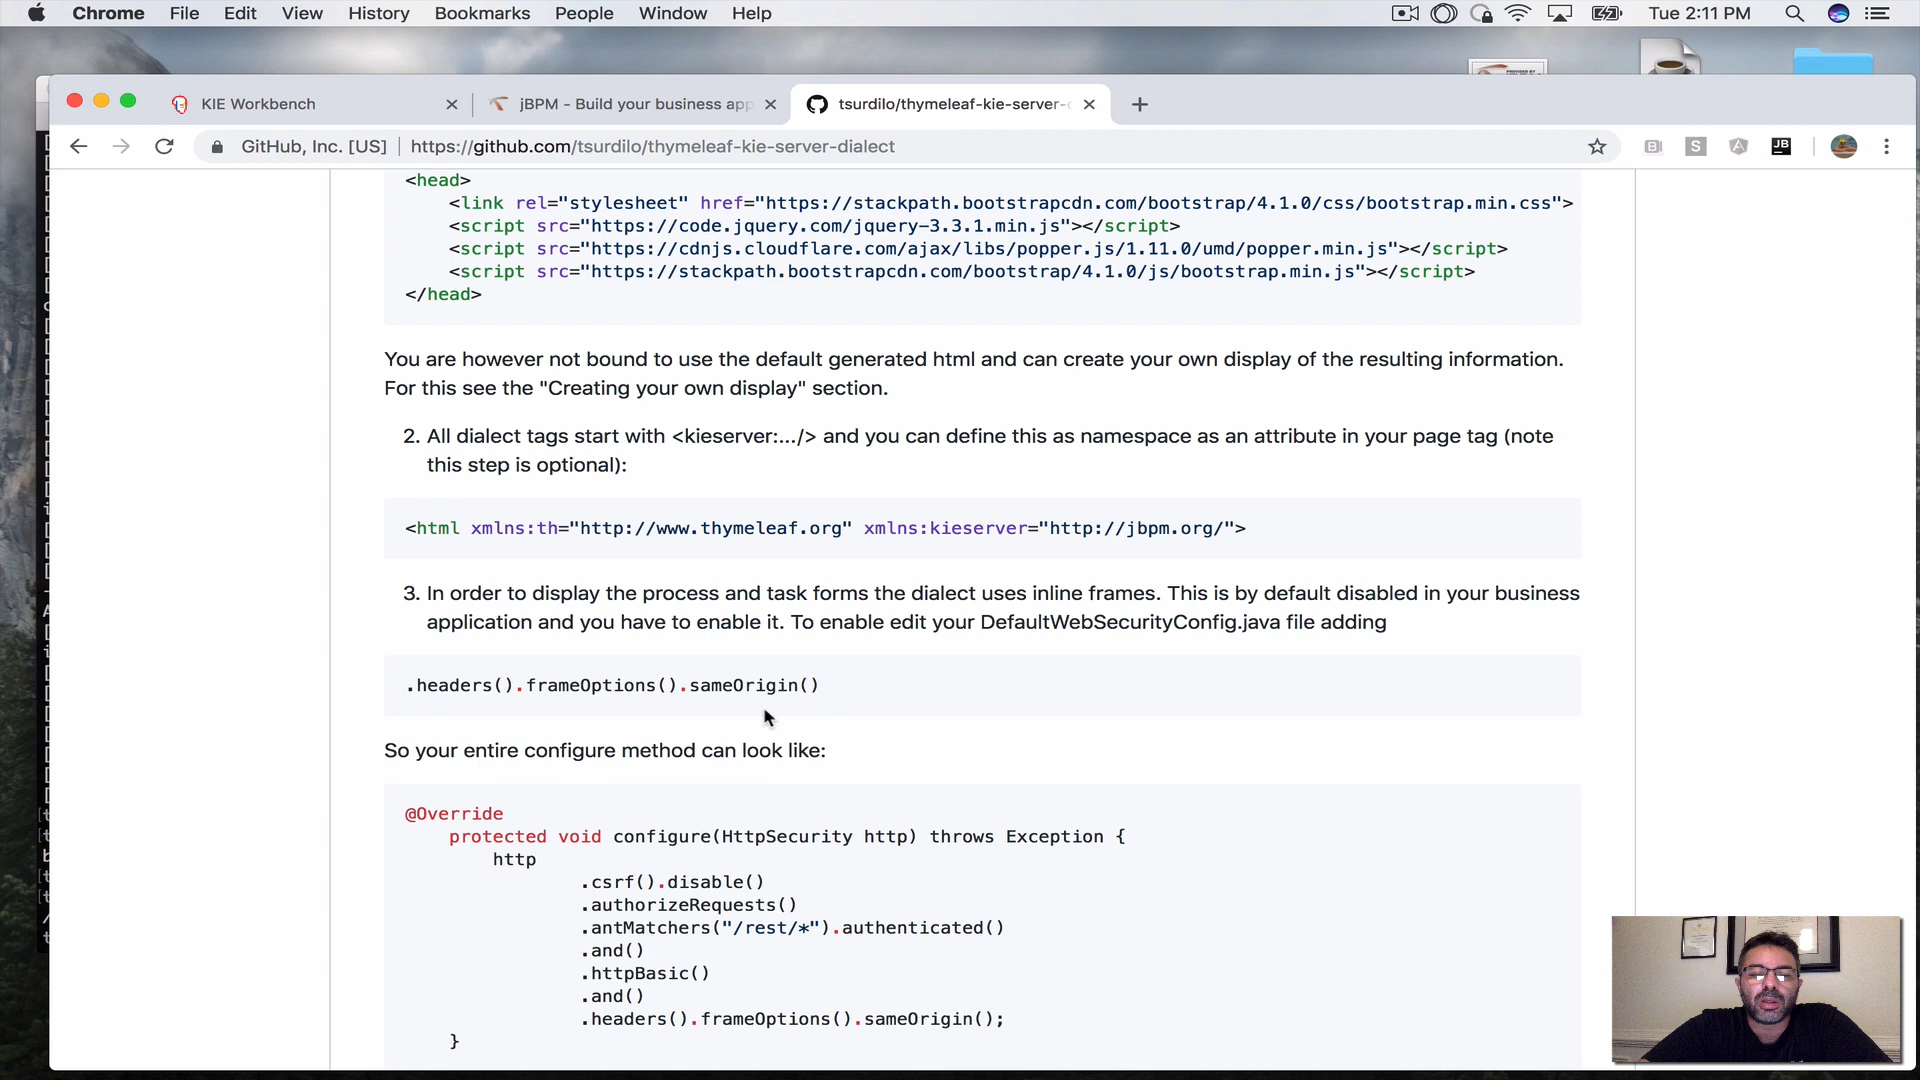 Chrome File Edit View History Bookmarks People Window Help Tue 2:11 PM
KIE Workbench jBPM - Build your business app tsurdilo/thymeleaf-kie-server-
GitHub, Inc. [US] https://github.com/tsurdilo/thymeleaf-kie-server-dialect
<head>
<link rel="stylesheet" href="https://stackpath.bootstrapcdn.com/bootstrap/4.1.0/css/bootstrap.min.css">
<script src="https://code.jquery.com/jquery-3.3.1.min.js"></script>
<script src="https://cdnjs.cloudflare.com/ajax/libs/popper.js/1.11.0/umd/popper.min.js"></script>
<script src="https://stackpath.bootstrapcdn.com/bootstrap/4.1.0/js/bootstrap.min.js"></script>
</head>
You are however not bound to use the default generated html and can create your own display of the resulting information.
For this see the "Creating your own display" section.
2. All dialect tags start with <kieserver:.../> and you can define this as namespace as an attribute in your page tag (note
this step is optional):
<html xmlns:th="http://www.thymeleaf.org" xmlns:kieserver="http://jbpm.org/">
3. In order to display the process and task forms the dialect uses inline frames. This is by default disabled in your business
application and you have to enable it. To enable edit your DefaultWebSecurityConfig.java file adding
.headers().frameOptions().sameOrigin()
So your entire configure method can look like:
@Override
protected void configure(HttpSecurity http) throws Exception {
http
.csrf().disable()
.authorizeRequests()
.antMatchers("/rest/*").authenticated()
.and()
.httpBasic()
.and()
.headers().frameOptions().sameOrigin();
}